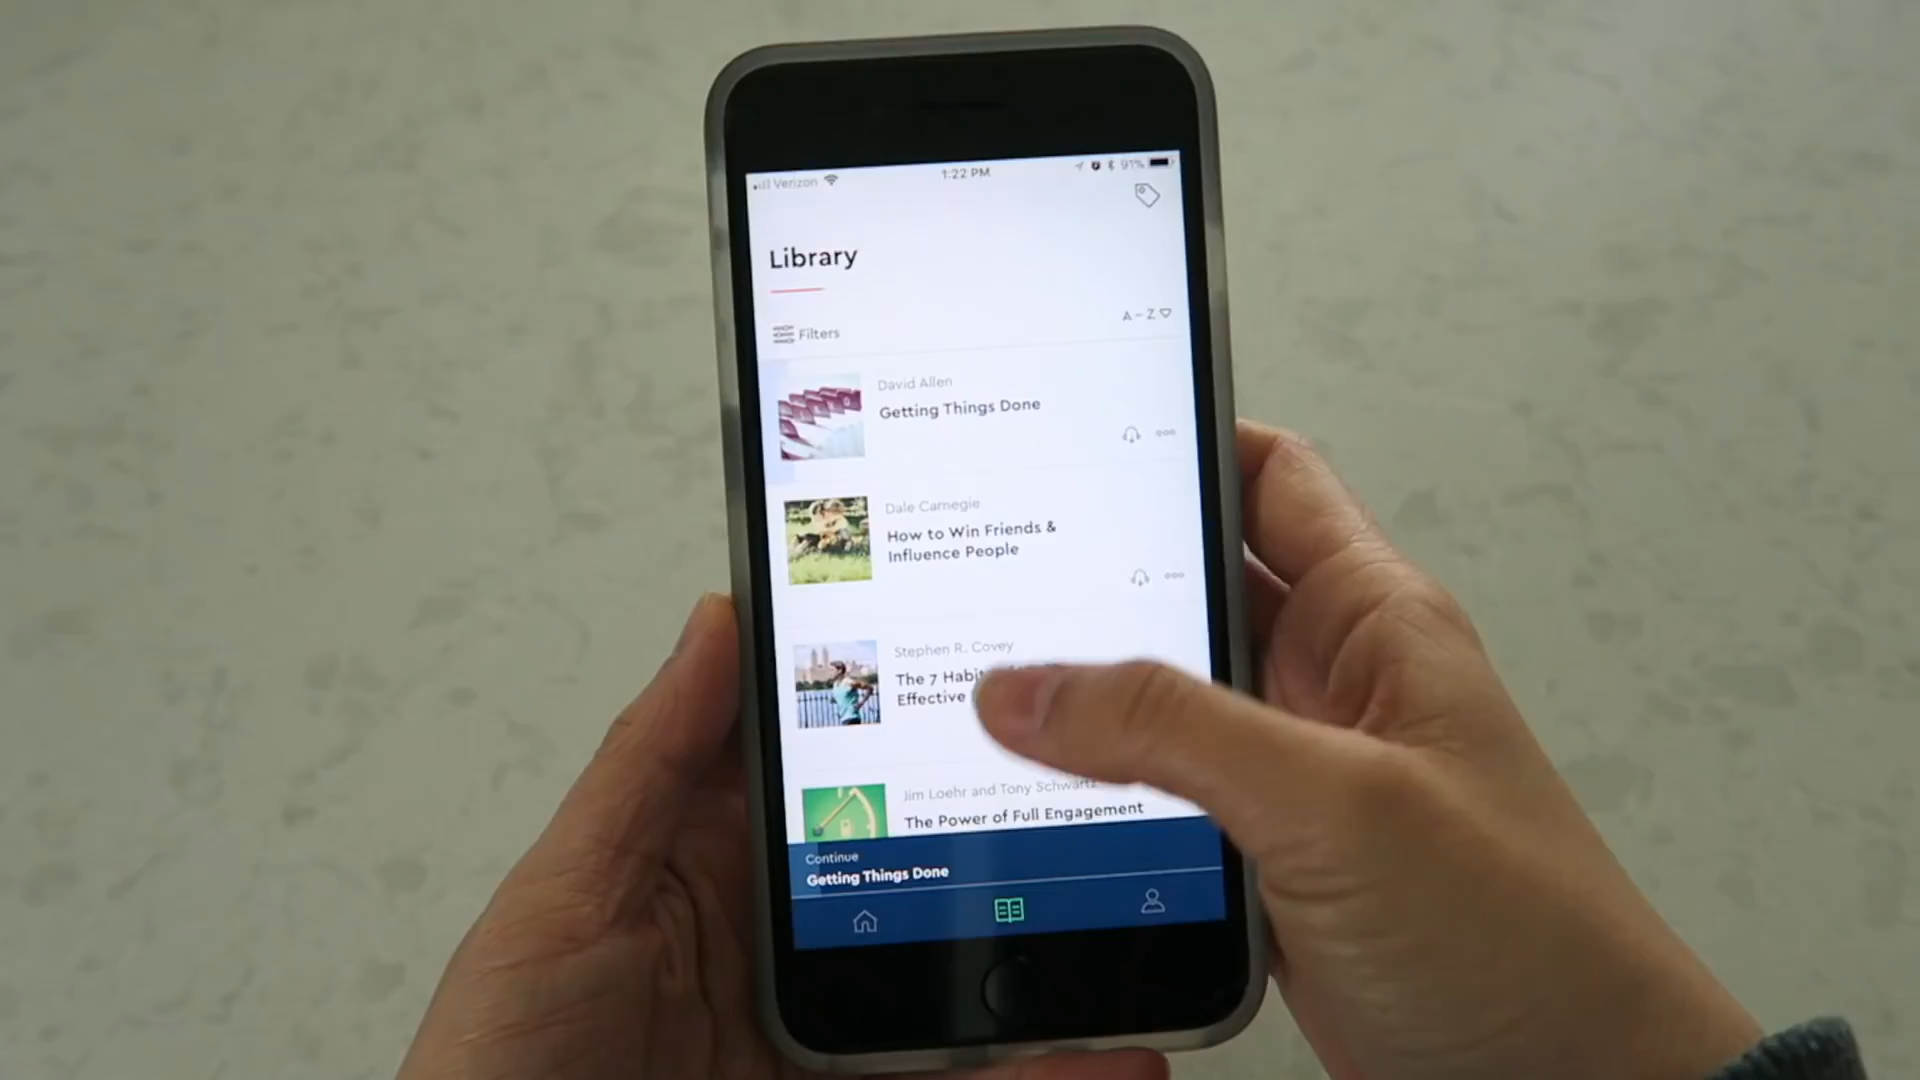 Verizon
1:22 PM
91%
Library
A - Z
Filters
David Allen
Getting Things Done
Dale Carnegie
How to Win Friends &
Influence People
Stephen R. Covey
The 7
Effective
Jim Loehr and Tony Schwartz
The Power of Full Engagement
Continue
Getting Things Done